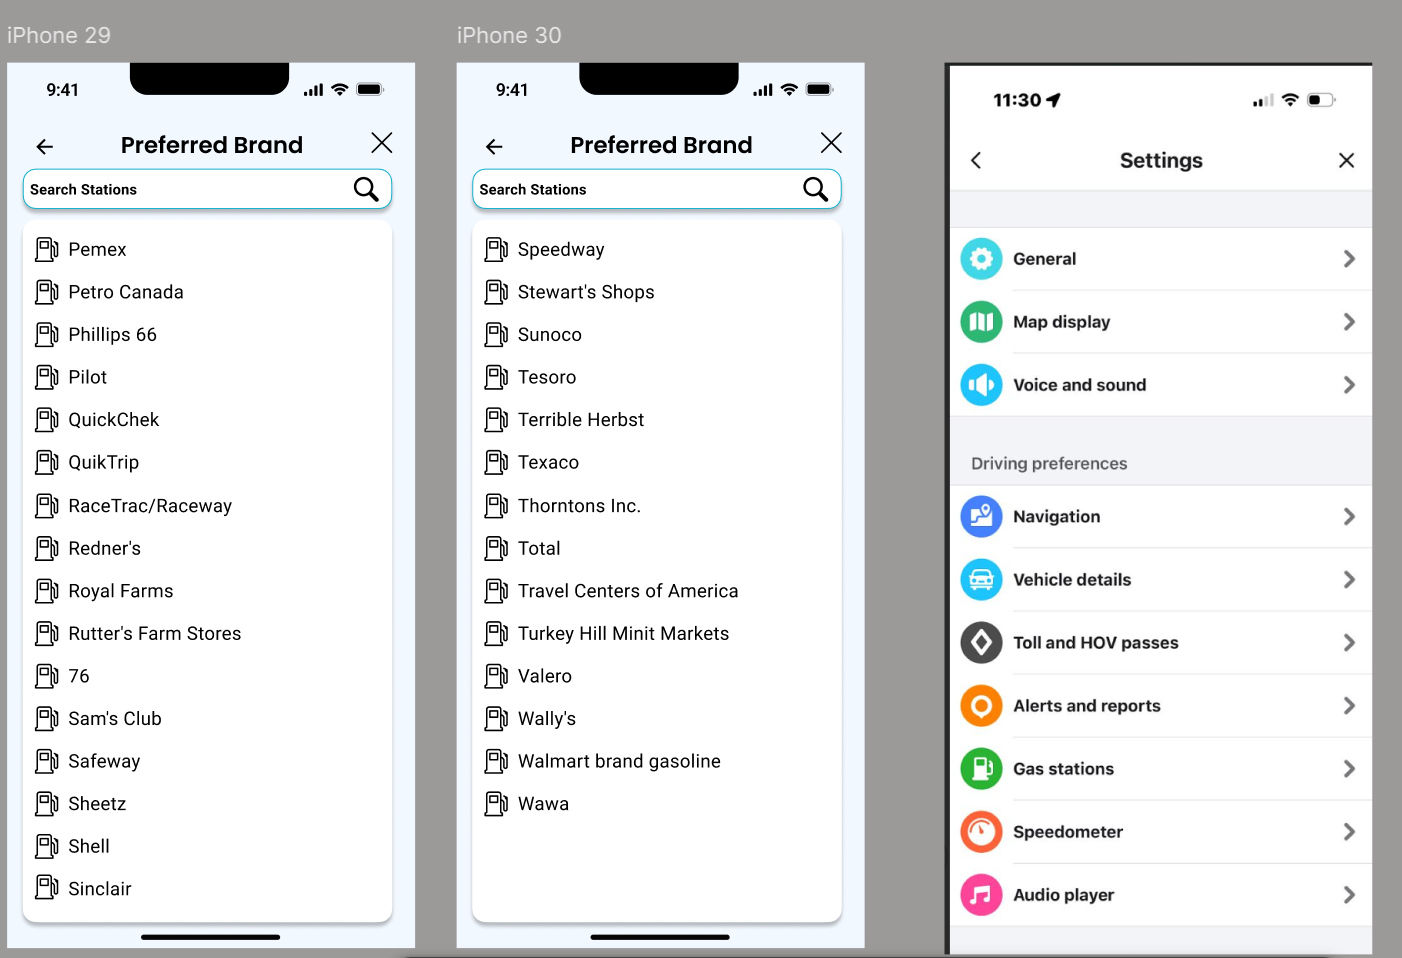 iPhone 29
9:41
Preferred Brand
Search Stations
Pemex
Petro Canada
Phillips 66
Pilot
QuickChek
QuikTrip
RaceTrac/Raceway
Redner's
Royal Farms
Rutter's Farm Stores
76
Sam's Club
Safeway
Sheetz
Shell
Sinclair
iPhone 30
9:41
Preferred Brand
Search Stations
Speedway
Stewart's Shops
Sunoco
Tesoro
Terrible Herbst
Texaco
Thorntons Inc.
Total
Travel Centers of America
Turkey Hill Minit Markets
Valero
Wally's
Walmart brand gasoline
Wawa
11:30
Settings
General
Map display
Voice and sound
Driving preferences
Navigation
Vehicle details
Toll and HOV passes
Alerts and reports
Gas stations
Speedometer
Audio player